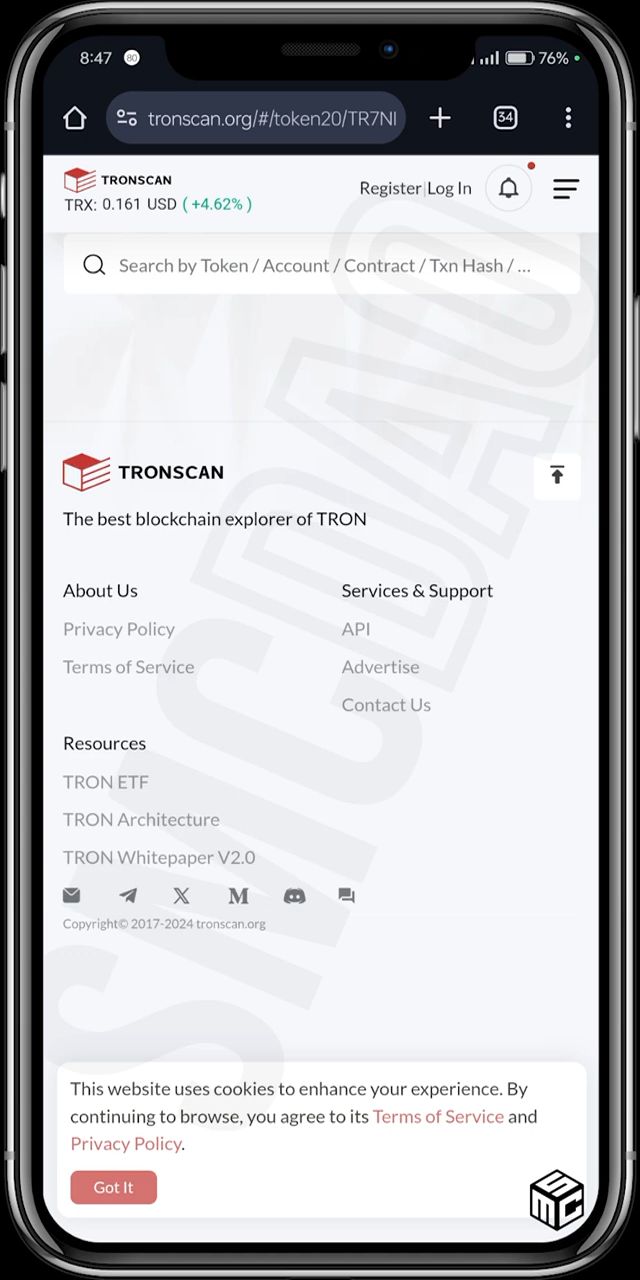 8:47
80
76%
tronscan.org/#/token20/TR7NI
34
TRONSCAN
TRX: 0.161 USD ( +4.62% )
Register
Log In
Search by Token / Account / Contract / Txn Hash / ...
TRONSCAN
The best blockchain explorer of TRON
About Us
Privacy Policy
Terms of Service
Services & Support
API
Advertise
Contact Us
Resources
TRON ETF
TRON Architecture
TRON Whitepaper V2.0
Copyright© 2017-2024 tronscan.org
SMCDAO
This website uses cookies to enhance your experience. By
continuing to browse, you agree to its Terms of Service and
Privacy Policy.
Got It
SMC